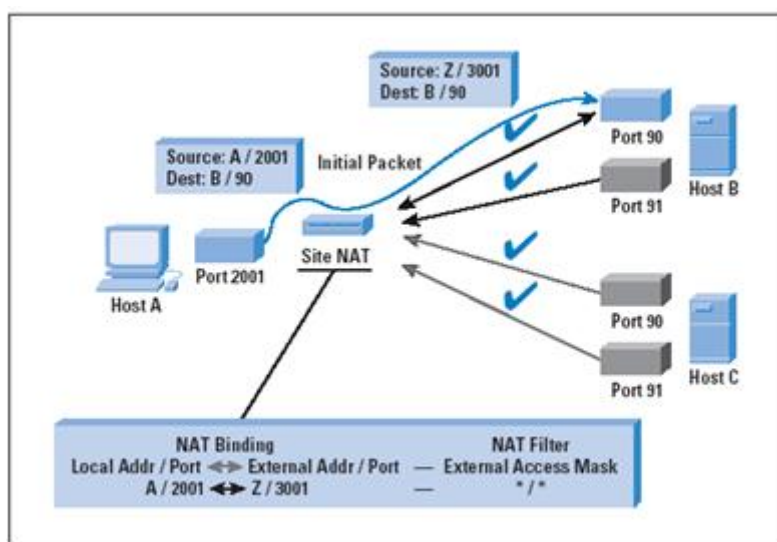 Source: Z / 3001
Dest: B / 90
Source: A / 2001
Dest: B / 90
Initial Packet
Port 90
Host B
Port 91
Site NAT
Port 2001
Host A
Port 90
Host C
Port 91
NAT Binding NAT Filter
Local Addr / Port External Addr / Port — External Access Mask
A / 2001 Z / 3001 — * / *